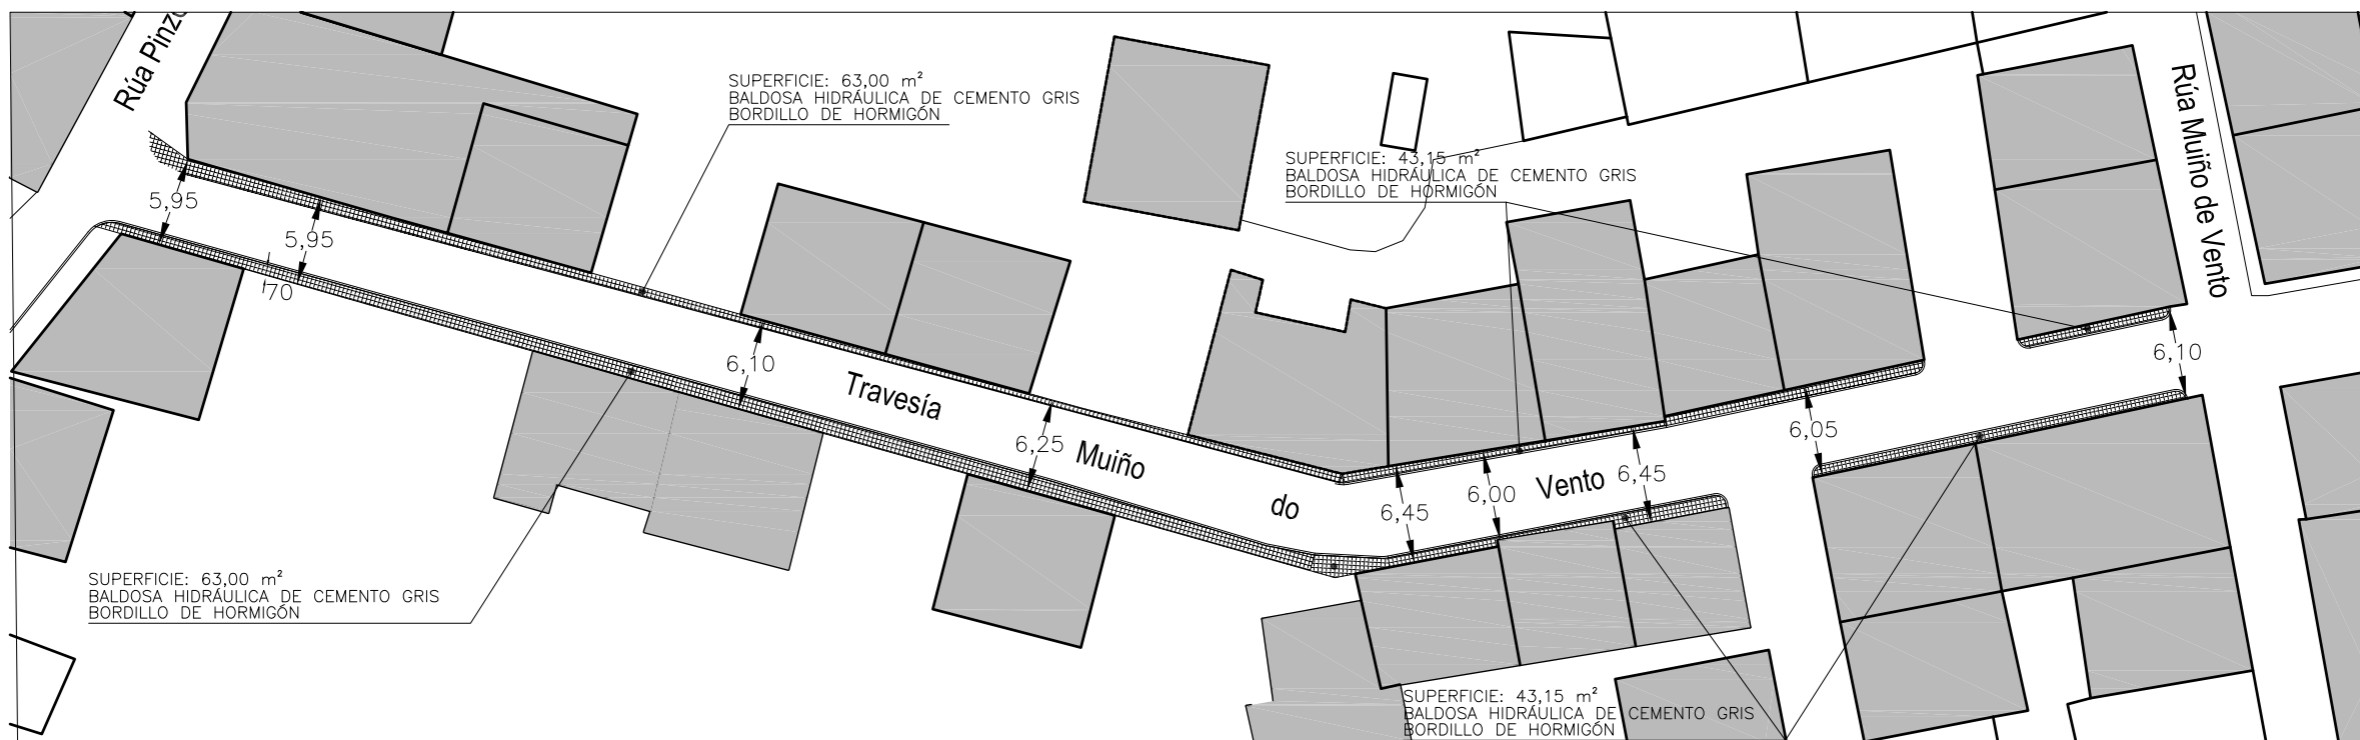 Rúa Pinzo
SUPERFICIE: 63,00 m²
BALDOSA HIDRÁULICA DE CEMENTO GRIS
BORDILLO DE HORMIGÓN
SUPERFICIE: 43,15 m²
BALDOSA HIDRÁULICA DE CEMENTO GRIS
BORDILLO DE HORMIGÓN
Rúa Muiño de Vento
5,95
5,95
70
6,10
Travesía
6,25
Muiño
do
6,45
6,00
Vento
6,45
6,05
6,10
SUPERFICIE: 63,00 m²
BALDOSA HIDRÁULICA DE CEMENTO GRIS
BORDILLO DE HORMIGÓN
SUPERFICIE: 43,15 m²
BALDOSA HIDRÁULICA DE CEMENTO GRIS
BORDILLO DE HORMIGÓN